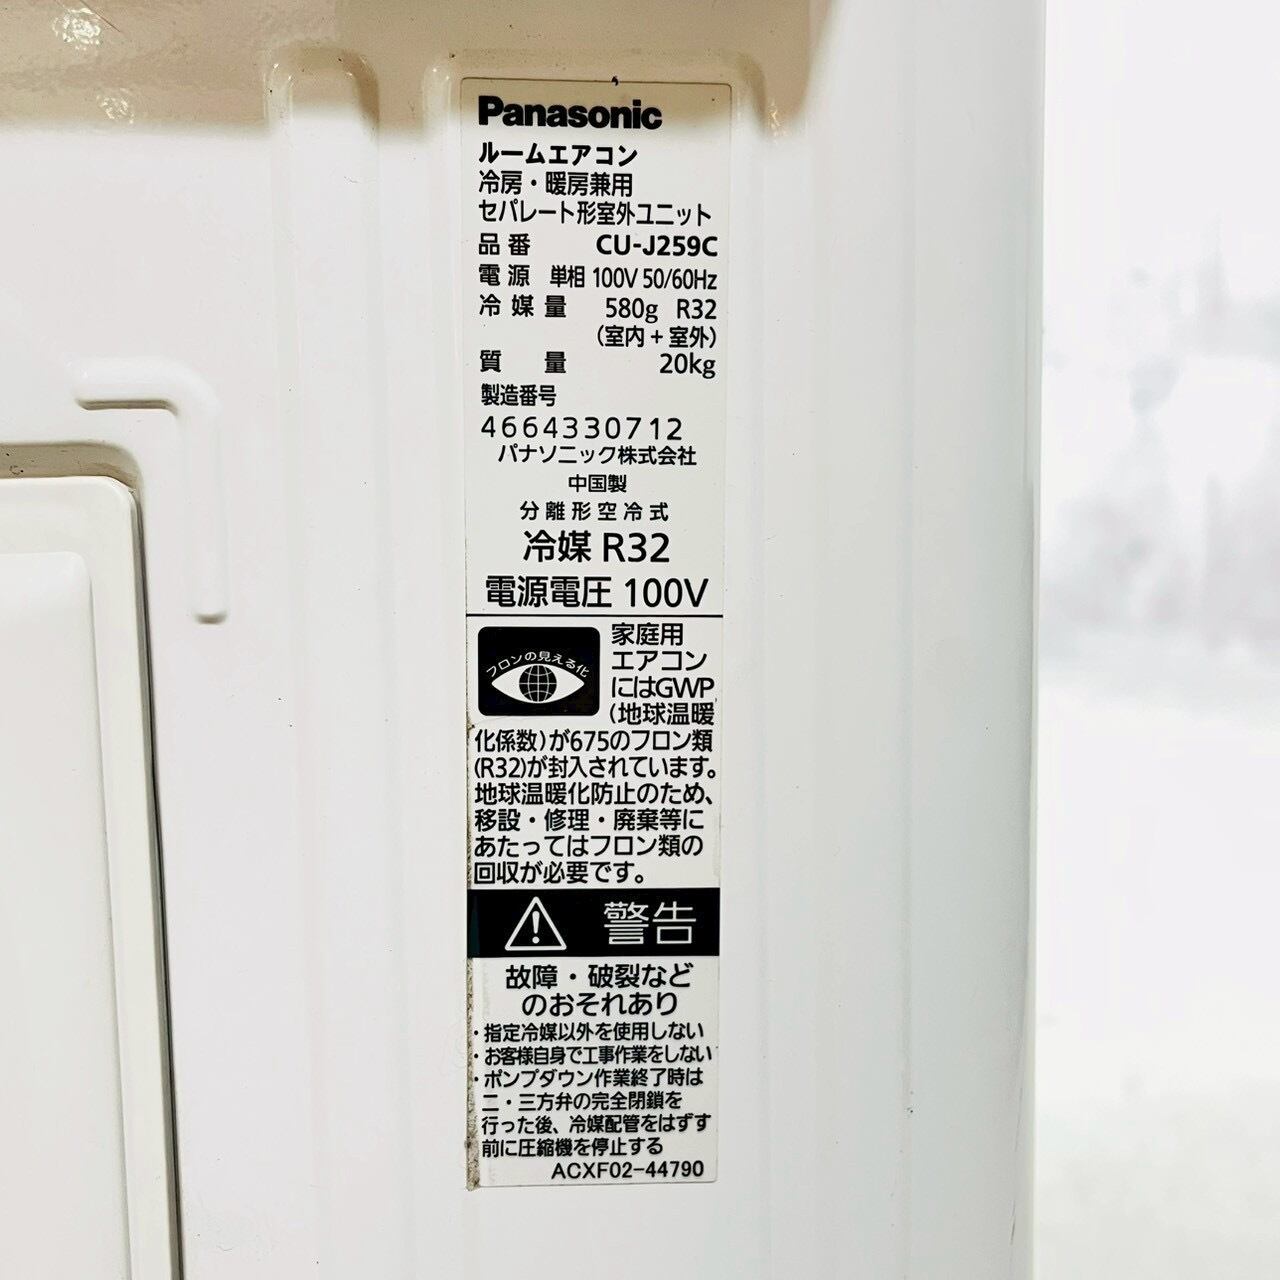 Panasonic
ルームエアコン
冷房・暖房兼用
セパレート形室外ユニット
品番 CU-J259C
電源 単相 100V 50/60Hz
冷媒量 580g R32
(室内+室外)
質量 20kg
製造番号
4664330712
パナソニック株式会社
中国製
分離形空冷式
冷媒 R32
電源電圧 100V
フロンの見える化
家庭用
エアコン
にはGWP
(地球温暖
化係数)が675のフロン類
(R32)が封入されています。
地球温暖化防止のため、
移設・修理・廃棄等に
あたってはフロン類の
回収が必要です。
警告
故障・破裂など
のおそれあり
・指定冷媒以外を使用しない
・お客様自身で工事作業をしない
・ポンプダウン作業終了時は
二・三方弁の完全閉鎖を
行った後、冷媒配管をはずす
前に圧縮機を停止する
ACXF02-44790